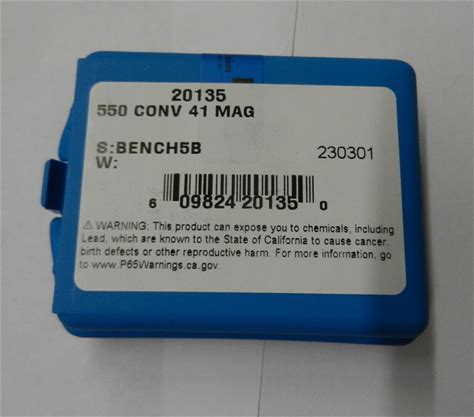 20135
550 CONV 41 MAG
S:BENCH5B
W:
230301
6 09824 20135 0
⚠ WARNING: This product can expose you to chemicals, including
Lead, which are known to the State of California to cause cancer,
birth defects or other reproductive harm. For more information, go
to www.P65Warnings.ca.gov.